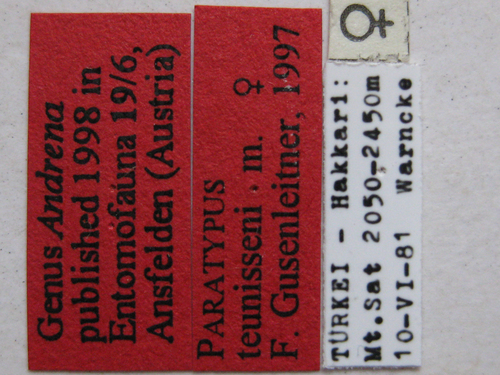 Genus Andrena
published 1998 in
Entomofauna 19/6,
Ansfelden (Austria)
PARATYPUS
teunisseni . m. ♀
F. Gusenleitner, 1997
♀
TÜRKEI - Hakkari:
Mt.Sat 2050-2450m
10-VI-81 Warncke